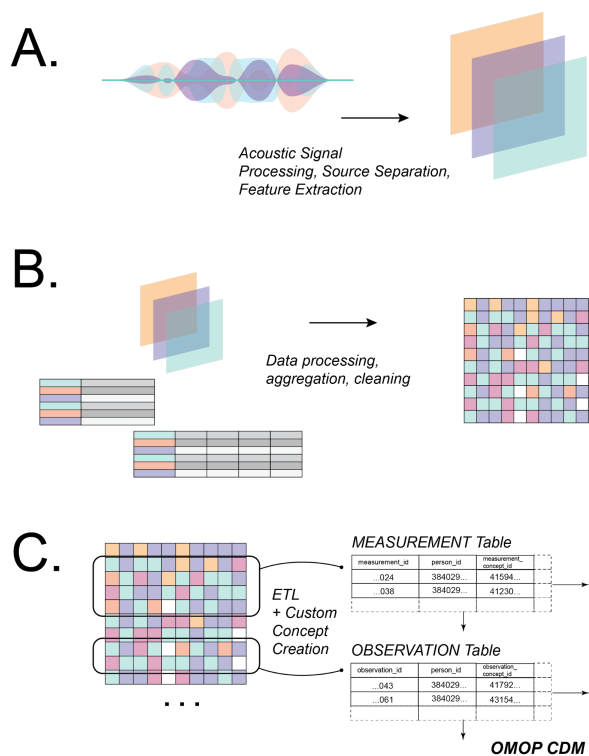 A.
Acoustic Signal
Processing, Source Separation,
Feature Extraction
B.
Data processing,
aggregation, cleaning
C.
ETL
+ Custom
Concept
Creation
MEASUREMENT Table
measurement_id person_id measurement_
concept_id
...024 384029... 41594...
...038 384029... 41230...
OBSERVATION Table
observation_id person_id observation_
concept_id
...043 384029... 41792...
...061 384029... 43154...
...
OMOP CDM